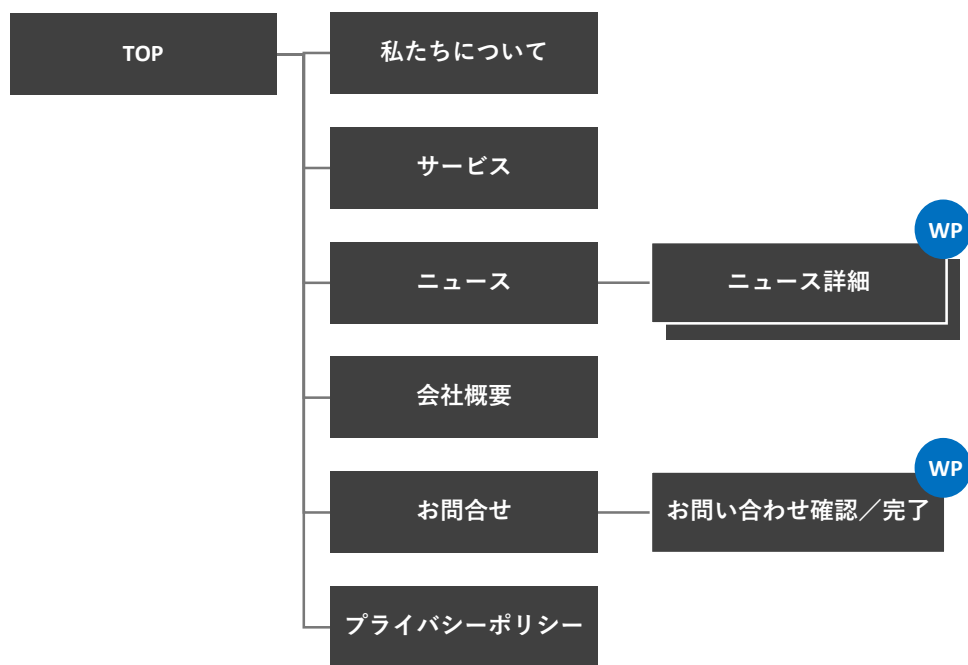 TOP
私たちについて
サービス
ニュース
WP
ニュース詳細
会社概要
お問合せ
WP
お問い合わせ確認／完了
プライバシーポリシー